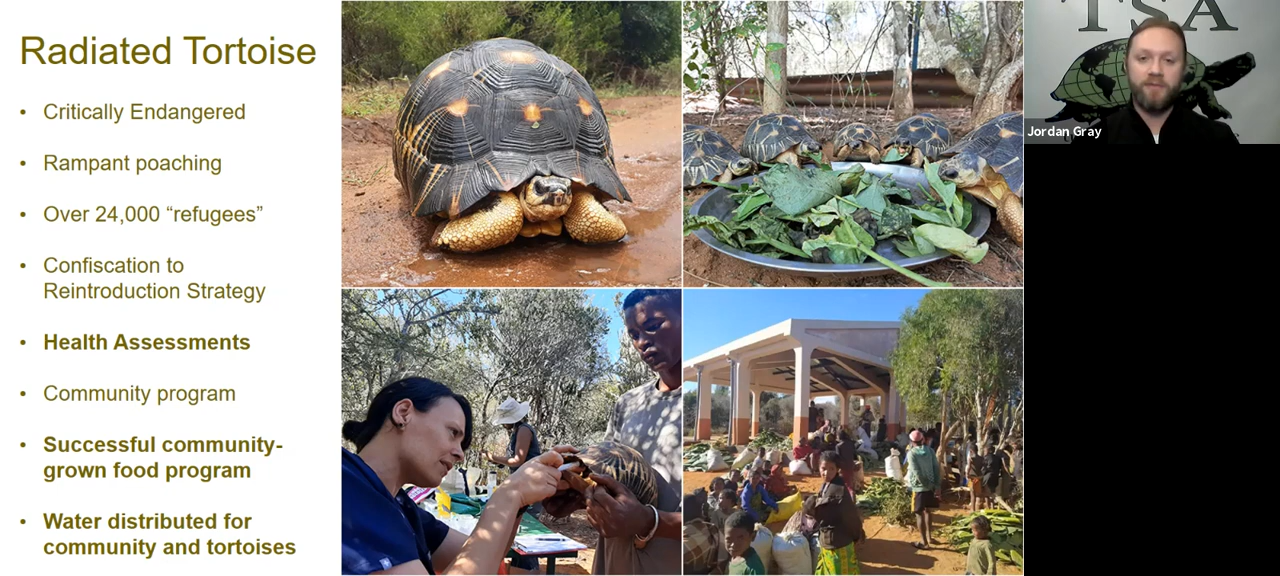 Radiated Tortoise
• Critically Endangered
• Rampant poaching
• Over 24,000 “refugees”
• Confiscation to
Reintroduction Strategy
• Health Assessments
• Community program
• Successful community-
grown food program
• Water distributed for
community and tortoises
TSA
Jordan Gray